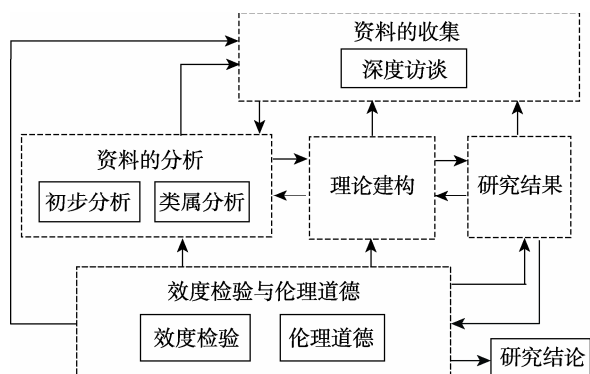 资料的收集
深度访谈
资料的分析
初步分析
类属分析
理论建构
研究结果
效度检验与伦理道德
效度检验
伦理道德
研究结论